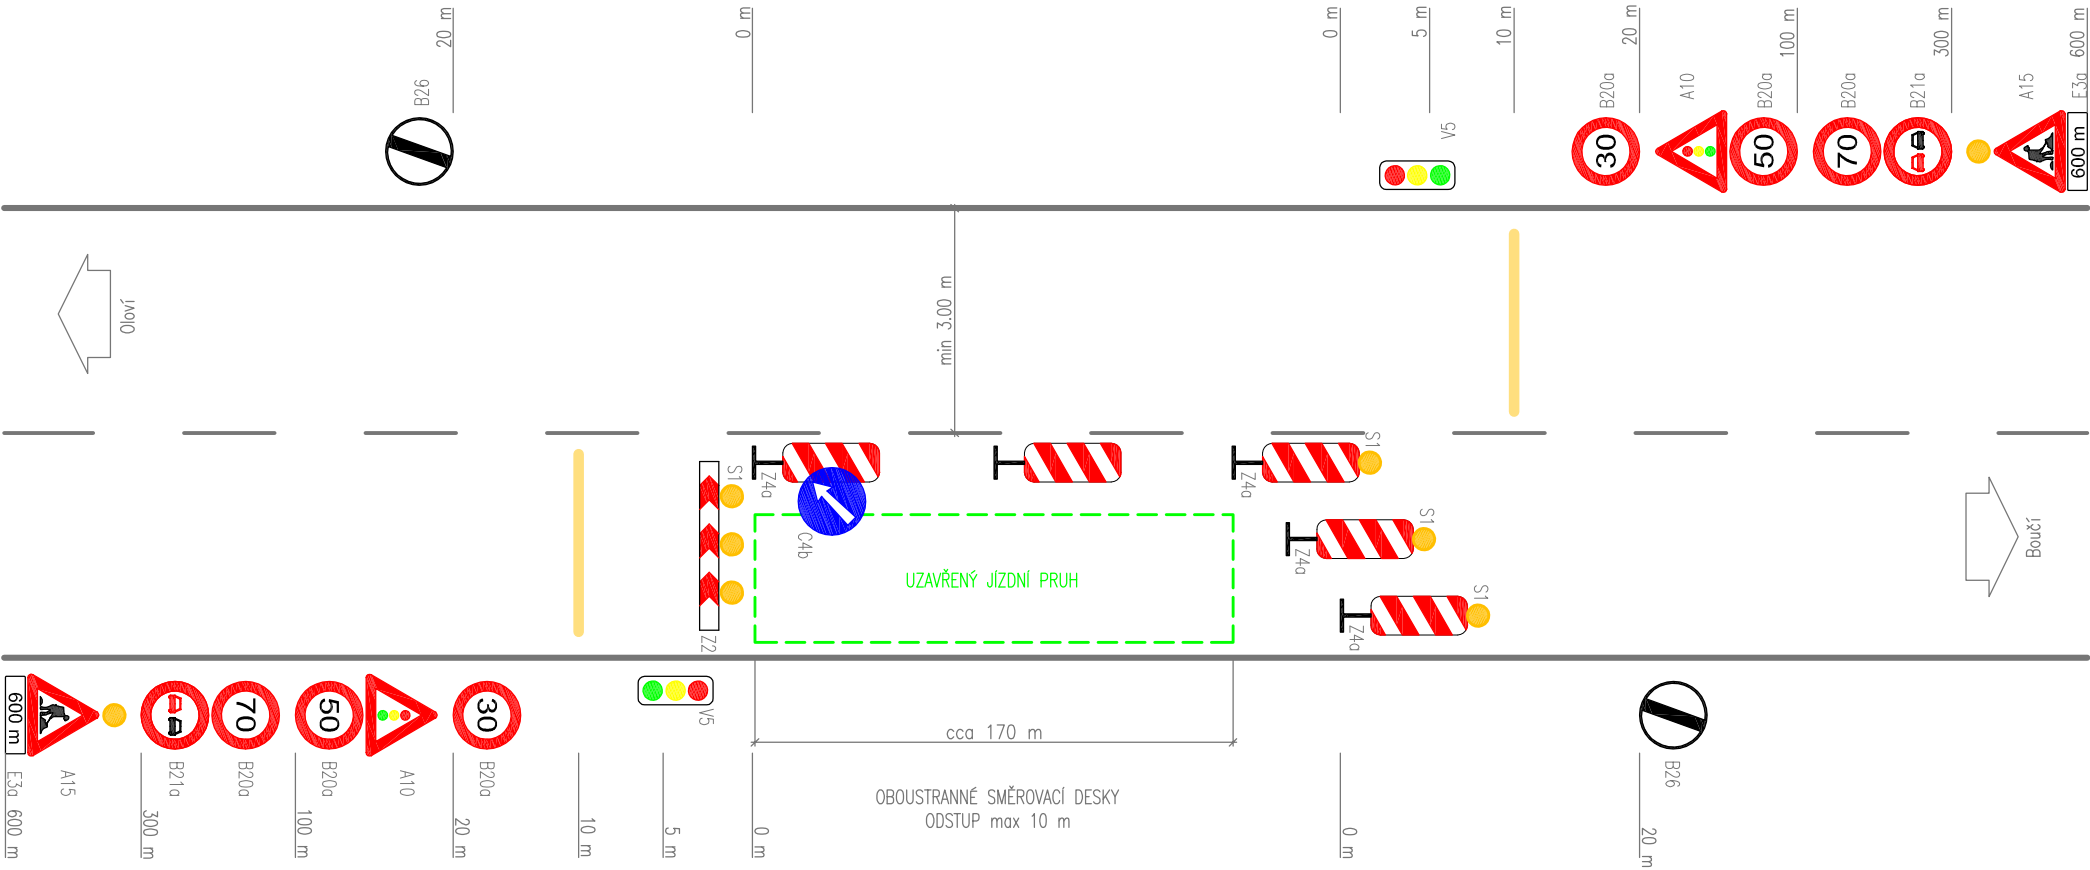 20 m
0 m
0 m
5 m
10 m
20 m
100 m
300 m
600 m
B26
V5
B20a
A10
B20a
B20a
B21a
A15
E3a
30
50
70
600 m
Oloví
min 3.00 m
Boučí
S1
Z4a
Z4a
S1
Z4a
S1
Z4a
S1
C4b
UZAVŘENÝ JÍZDNÍ PRUH
Z2
V5
600 m
70
50
30
cca 170 m
E3a
A15
B21a
B20a
B20a
A10
B20a
B26
OBOUSTRANNÉ SMĚROVACÍ DESKY
ODSTUP max 10 m
600 m
300 m
100 m
20 m
10 m
5 m
0 m
0 m
20 m